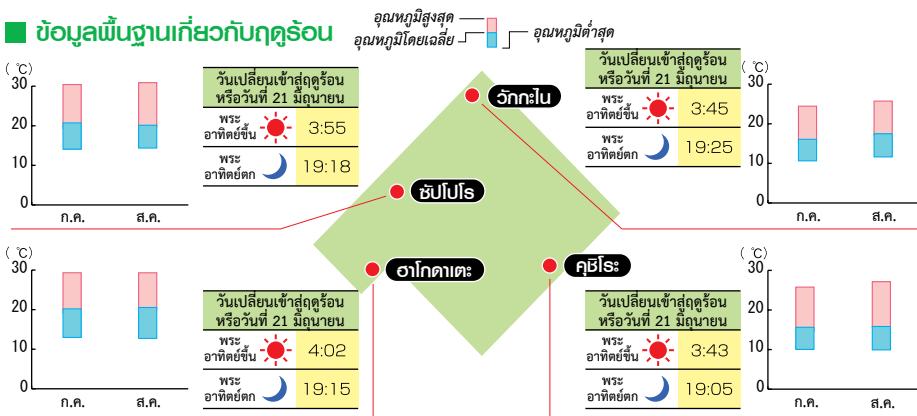 ข้อมูลพื้นฐานเกี่ยวกับฤดูร้อน
อุณหภูมิสูงสุด
อุณหภูมิโดยเฉลี่ย
อุณหภูมิต่ำสุด
(℃)
30
20
10
0
ก.ค. ส.ค.
วันเปลี่ยนเข้าสู่ฤดูร้อน
หรือวันที่ 21 มิถุนายน
พระ
อาทิตย์ขึ้น 3:55
พระ
อาทิตย์ตก 19:18
ซัปโปโร
วักกะไน
วันเปลี่ยนเข้าสู่ฤดูร้อน
หรือวันที่ 21 มิถุนายน
พระ
อาทิตย์ขึ้น 3:45
พระ
อาทิตย์ตก 19:25
(℃)
30
20
10
0
ก.ค. ส.ค.
(℃)
30
20
10
0
ก.ค. ส.ค.
วันเปลี่ยนเข้าสู่ฤดูร้อน
หรือวันที่ 21 มิถุนายน
พระ
อาทิตย์ขึ้น 4:02
พระ
อาทิตย์ตก 19:15
ฮาโกดาเตะ
คุชิโระ
วันเปลี่ยนเข้าสู่ฤดูร้อน
หรือวันที่ 21 มิถุนายน
พระ
อาทิตย์ขึ้น 3:43
พระ
อาทิตย์ตก 19:05
(℃)
30
20
10
0
ก.ค. ส.ค.